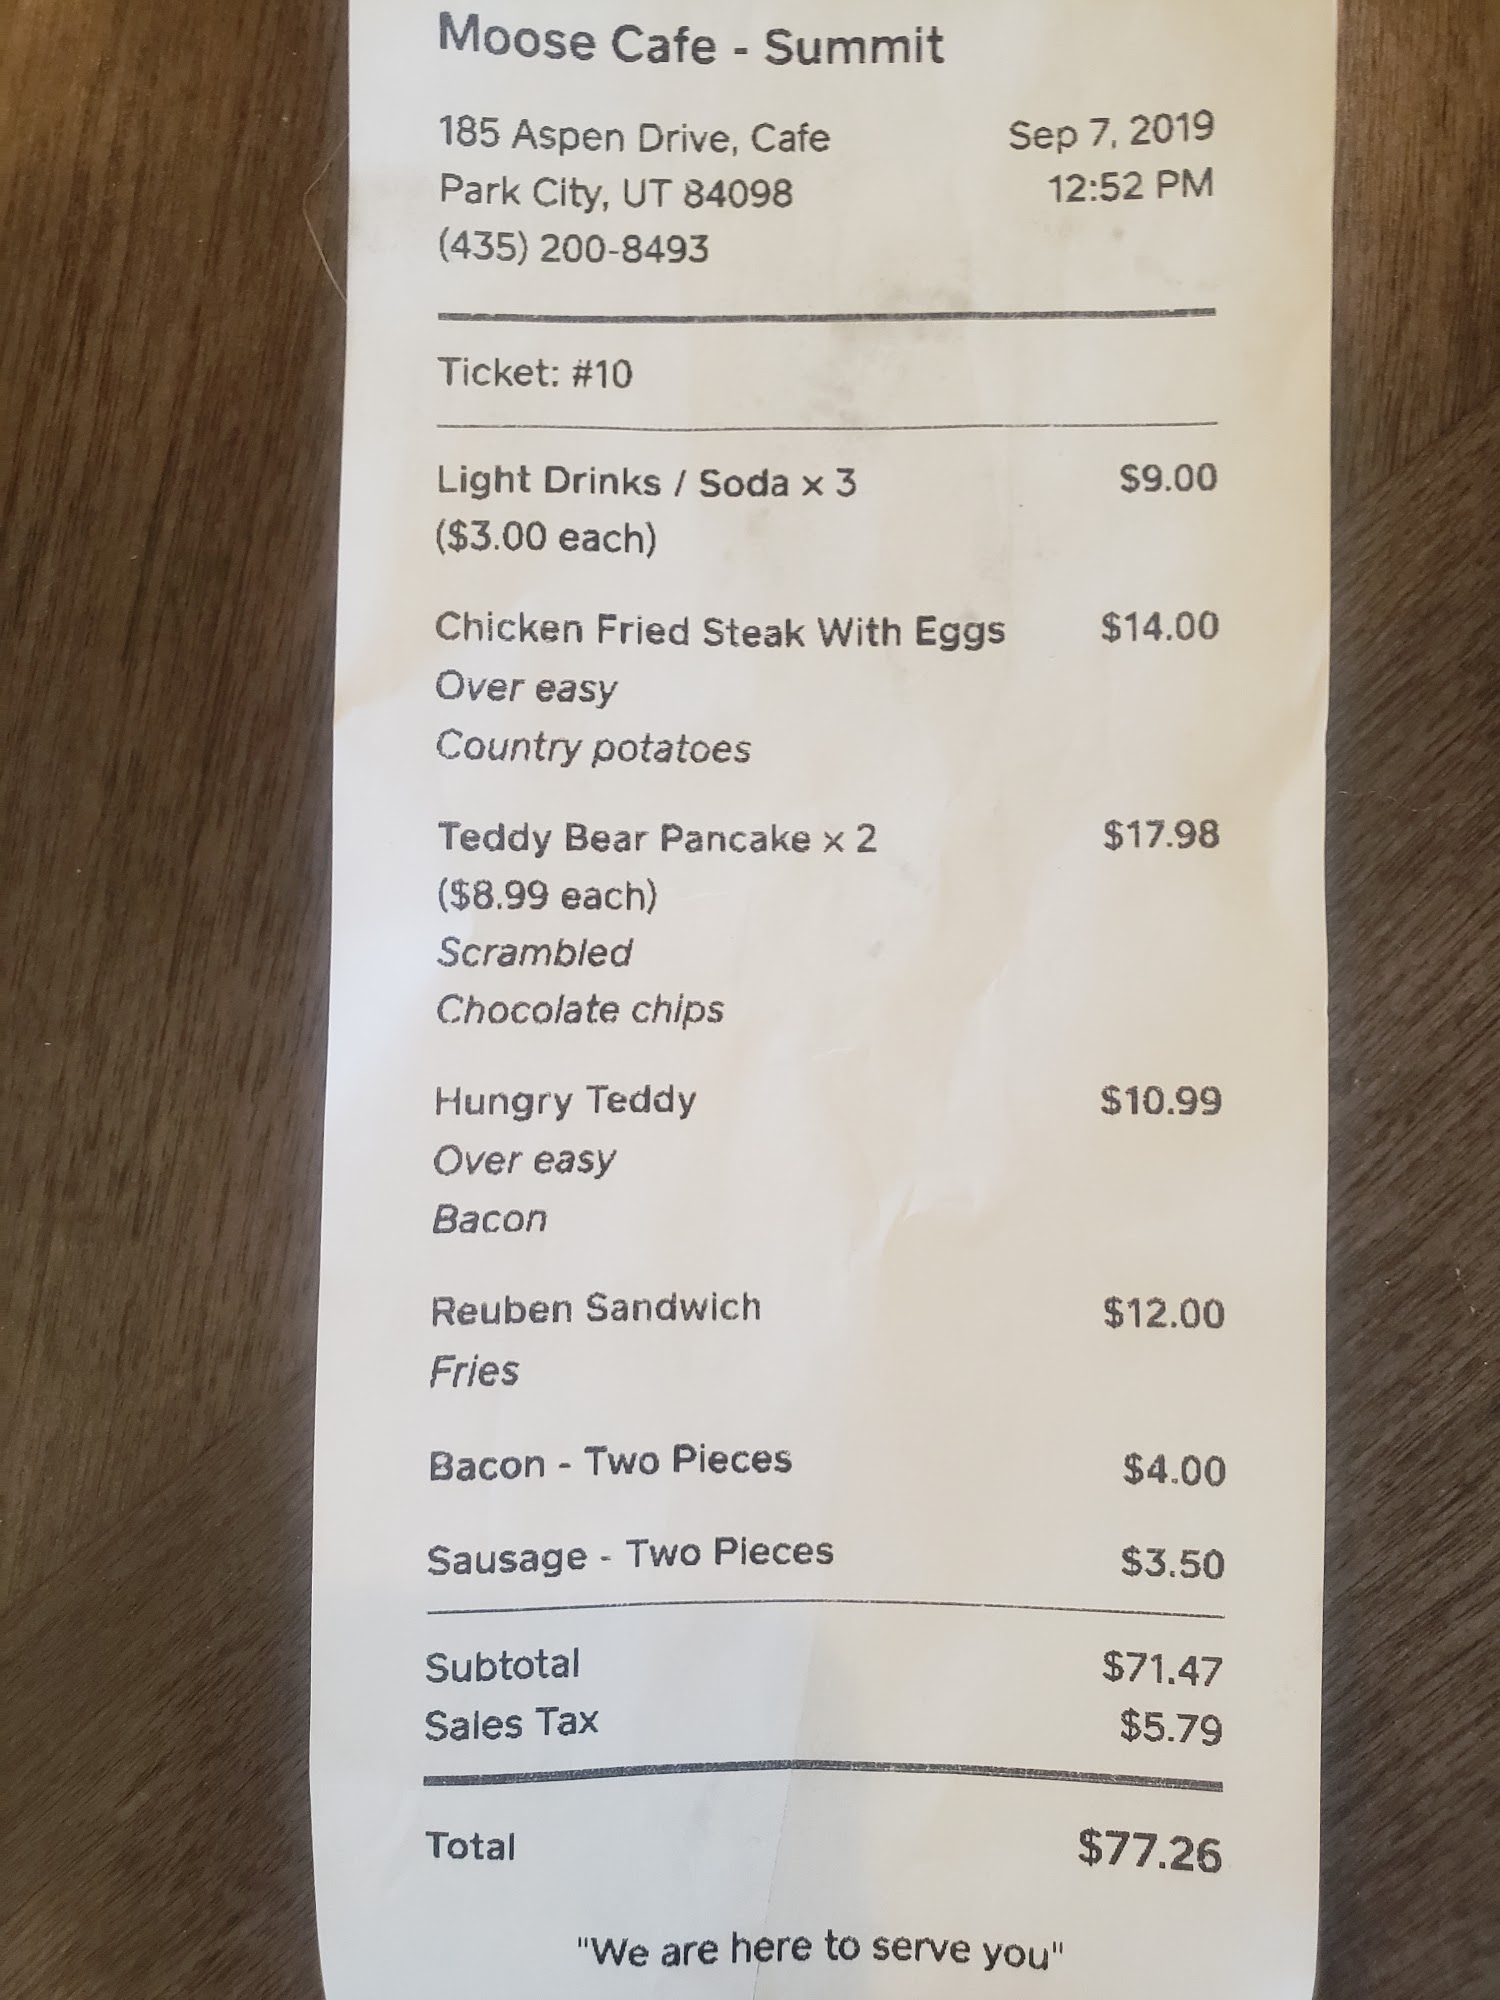 Moose Cafe - Summit
185 Aspen Drive, Cafe Sep 7, 2019
Park City, UT 84098 12:52 PM
(435) 200-8493
Ticket: #10
Light Drinks / Soda x 3 $9.00
($3.00 each)
Chicken Fried Steak With Eggs $14.00
Over easy
Country potatoes
Teddy Bear Pancake x 2 $17.98
($8.99 each)
Scrambled
Chocolate chips
Hungry Teddy $10.99
Over easy
Bacon
Reuben Sandwich $12.00
Fries
Bacon - Two Pieces $4.00
Sausage - Two Pieces $3.50
Subtotal $71.47
Sales Tax $5.79
Total $77.26
"We are here to serve you"